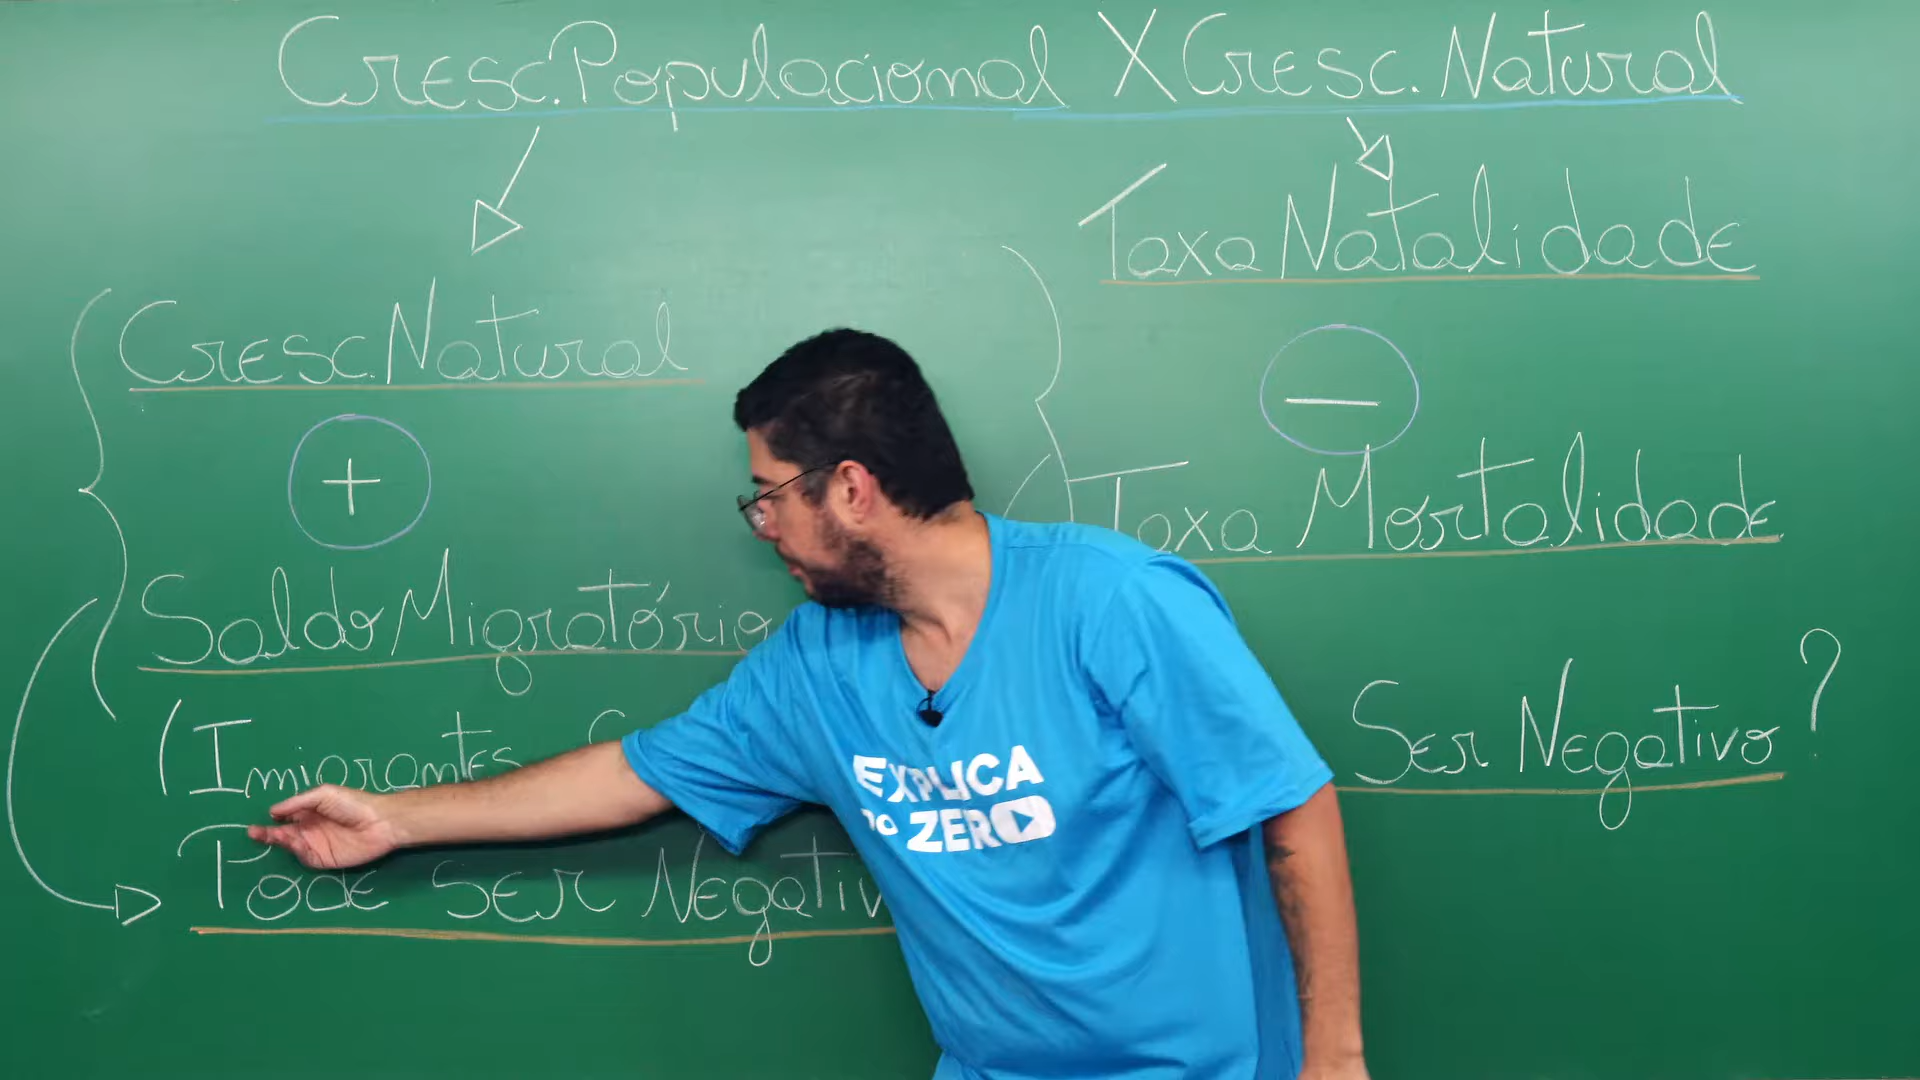 Cresc. Populacional X Cresc. Natural
Cresc. Natural
+
Saldo Migratório
(Imigrantes
Pode Ser Negativ
Taxa Natalidade
—
Taxa Mortalidade
Ser Negativo?
EXPLICA
DO ZERO